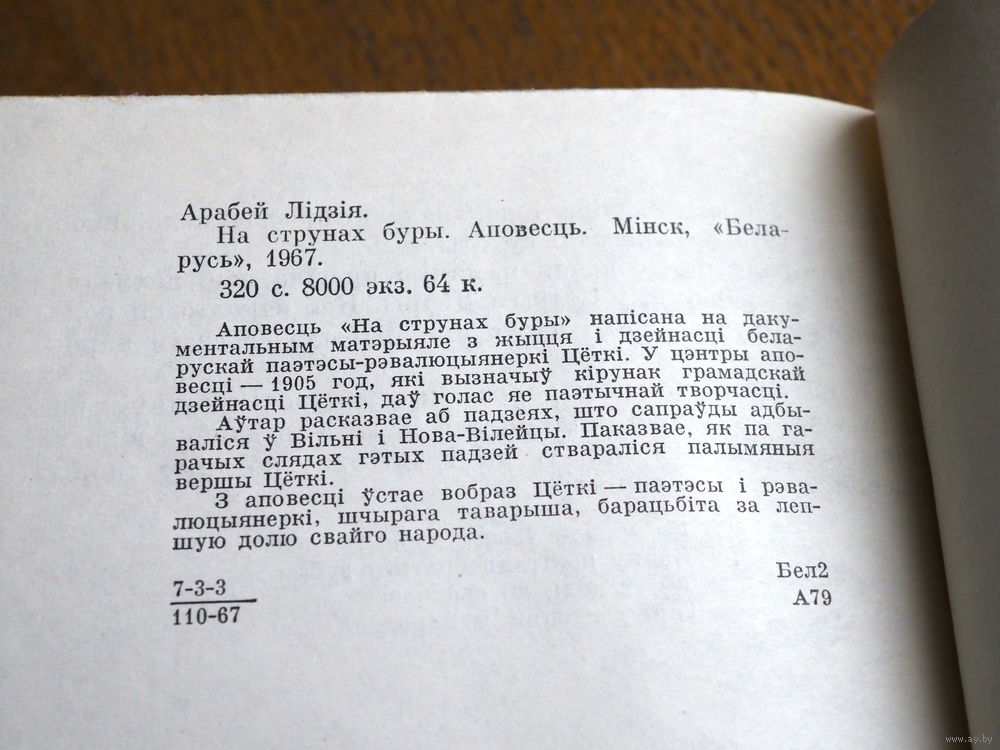 Арабей Лідзія.
На струнах буры. Аповесць. Мінск, «Бела-
русь», 1967.
320 с. 8000 экз. 64 к.
Аповесць «На струнах буры» напісана на даку-
ментальным матэрыяле з жыцця і дзейнасці бела-
рускай паэтэсы-рэвалюцыянеркі Цёткі. У цэнтры апо-
весці — 1905 год, які вызначыў кірунак грамадскай
дзейнасці Цёткі, даў голас яе паэтычнай творчасці.
Аўтар расказвае аб падзеях, што сапраўды адбы-
валіся ў Вільні і Нова-Вілейцы. Паказвае, як па га-
рачых слядах гэтых падзей ствараліся палымяныя
вершы Цёткі.
З аповесці ўстае вобраз Цёткі — паэтэсы і рэва-
люцыянеркі, шчырага таварыша, барацьбіта за леп-
шую долю свайго народа.
7-3-3
110-67
Бел2
А79
www.ay.by